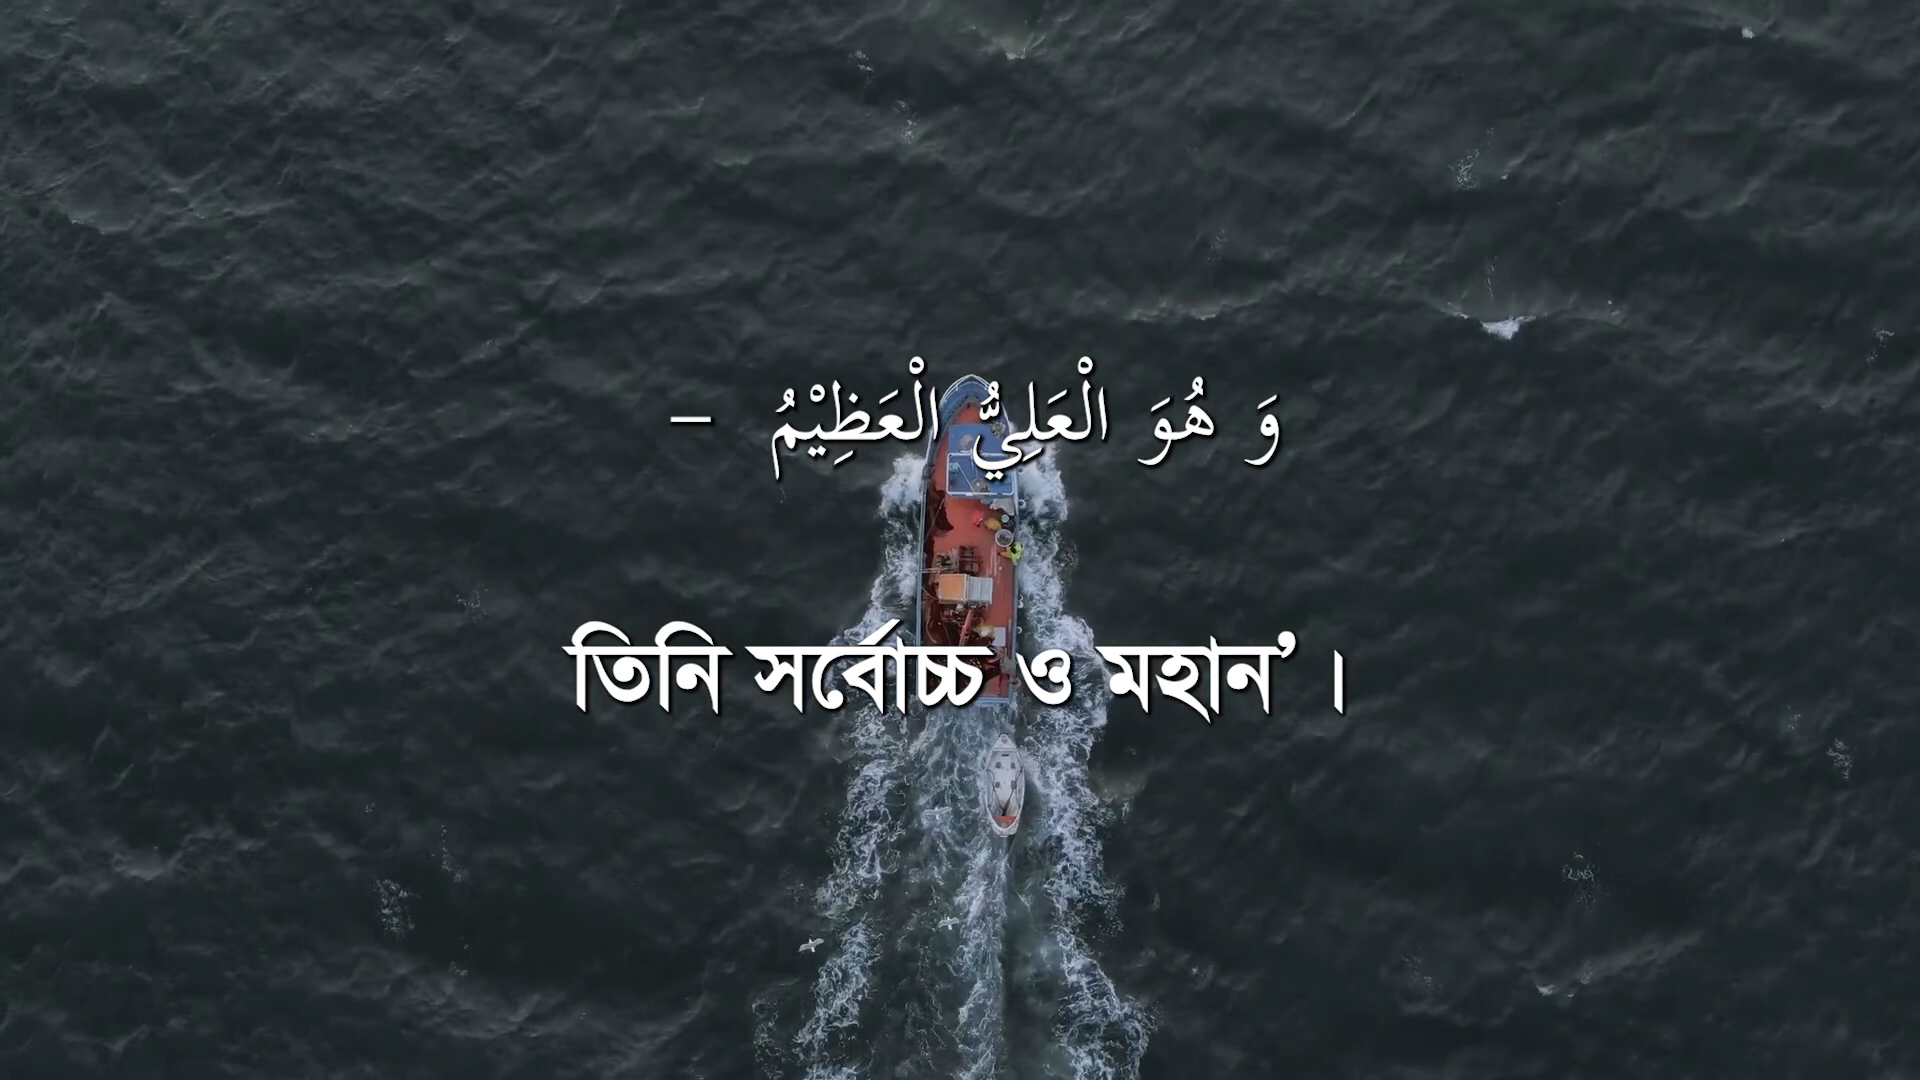 وَ هُوَ الْعَلِيُّ الْعَظِيْمُ –
তিনি সর্বোচ্চ ও মহান’।